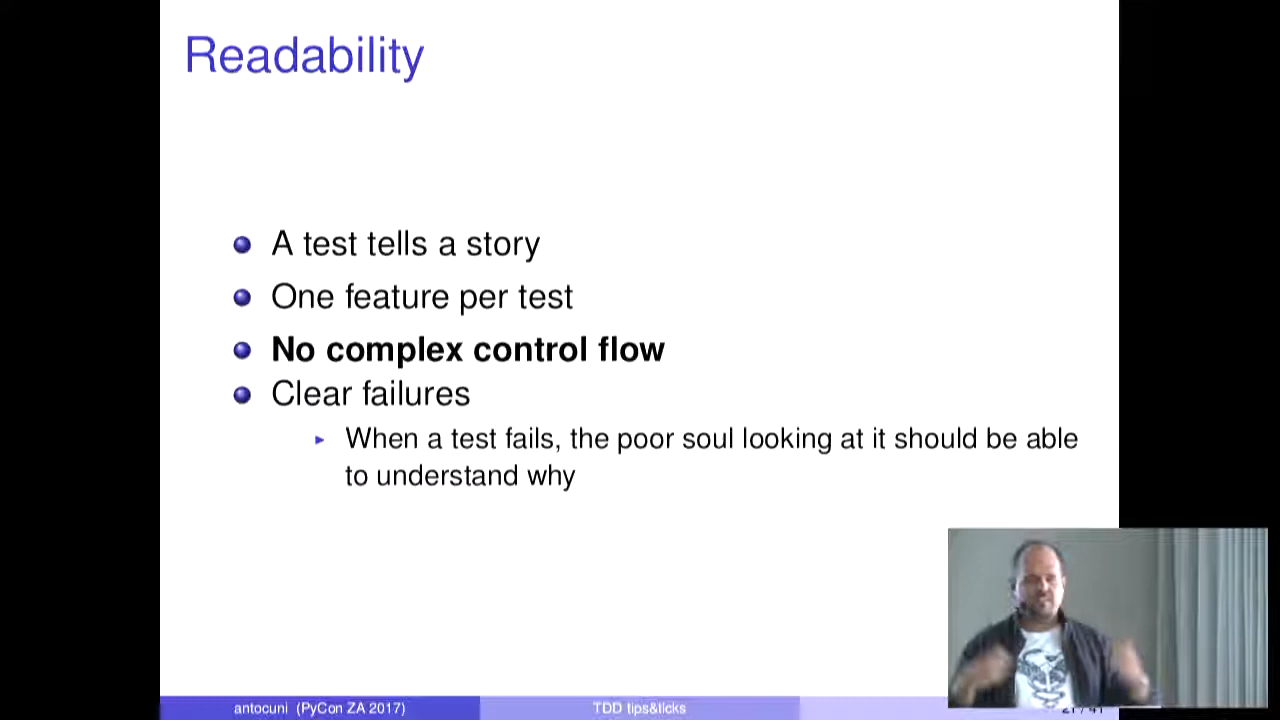 Readability
A test tells a story
One feature per test
No complex control flow
Clear failures
When a test fails, the poor soul looking at it should be able
to understand why
antocuni (PyCon ZA 2017)
TDD tips&tricks